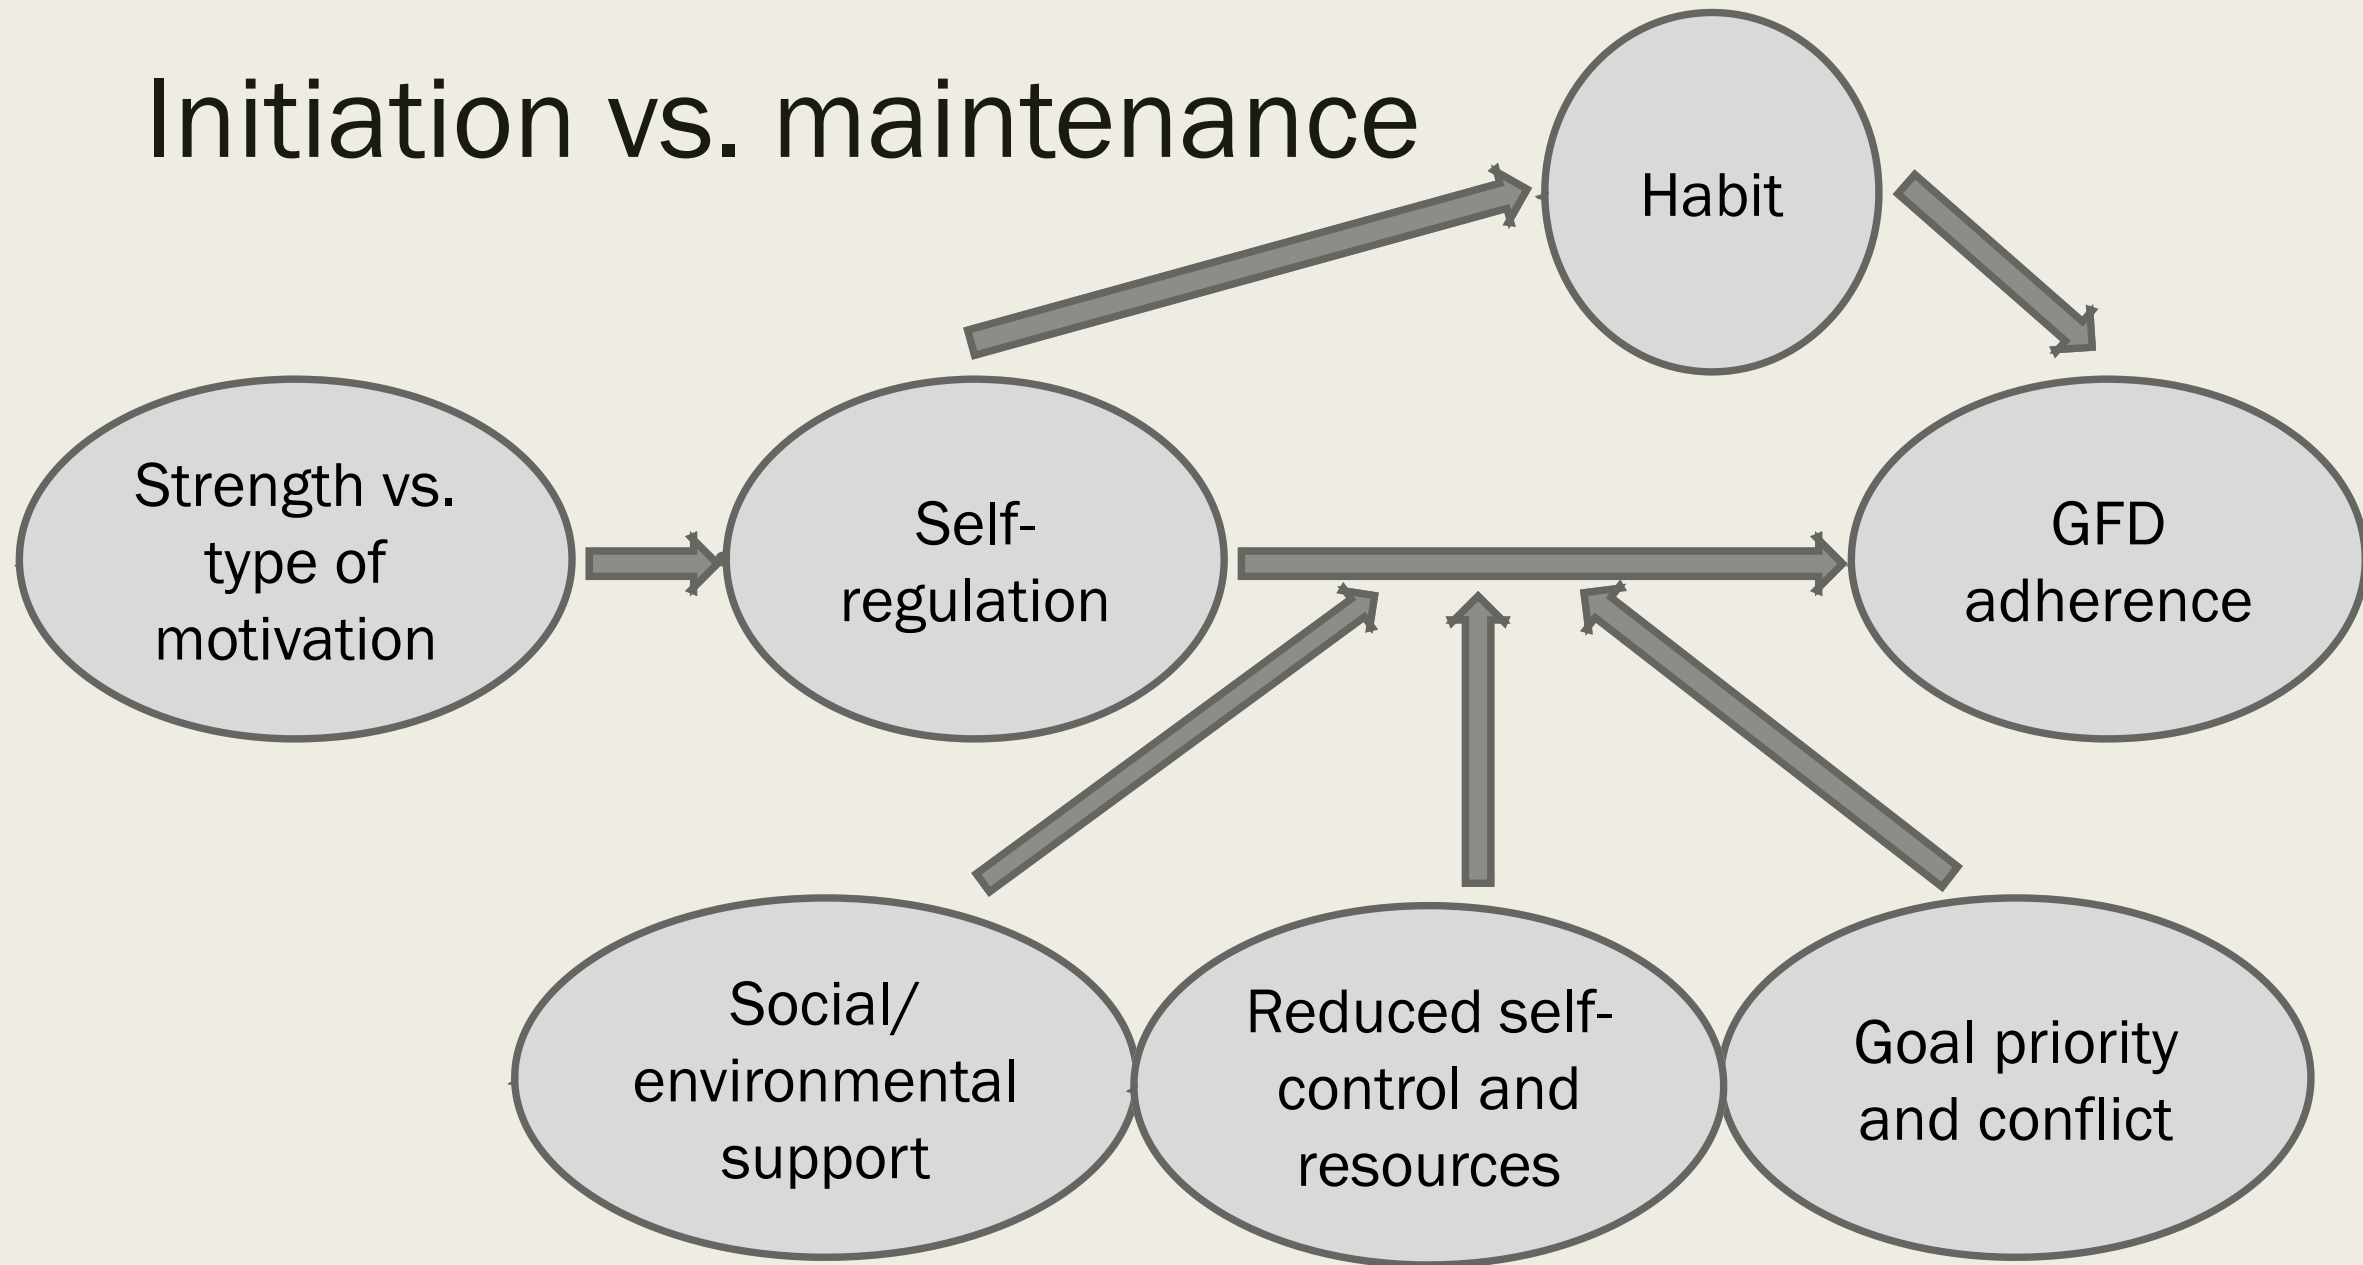 Initiation vs. maintenance
Habit
Strength vs.
type of
motivation
Self-
regulation
GFD
adherence
Social/
environmental
support
Reduced self-
control and
resources
Goal priority
and conflict